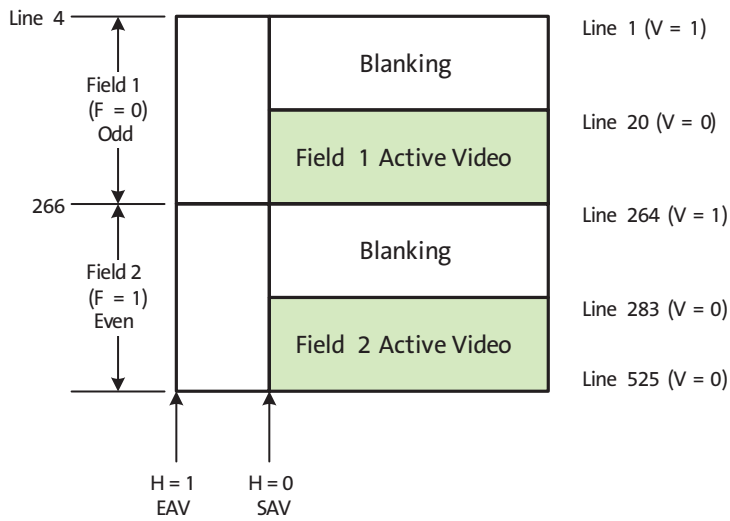 Line 4
Field 1
(F = 0)
Odd
266
Field 2
(F = 1)
Even
Blanking
Field 1 Active Video
Blanking
Field 2 Active Video
Line 1 (V = 1)
Line 20 (V = 0)
Line 264 (V = 1)
Line 283 (V = 0)
Line 525 (V = 0)
H = 1
EAV
H = 0
SAV